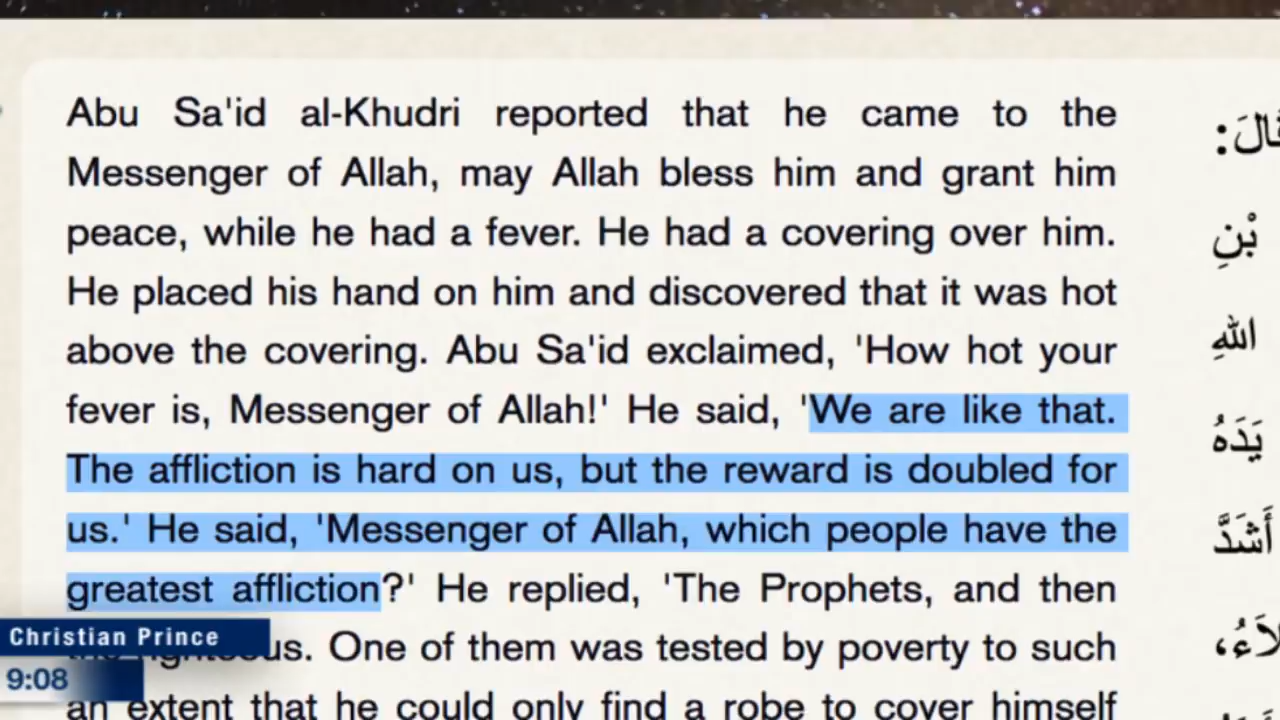 Abu Sa'id al-Khudri reported that he came to the
Messenger of Allah, may Allah bless him and grant him
peace, while he had a fever. He had a covering over him.
He placed his hand on him and discovered that it was hot
above the covering. Abu Sa'id exclaimed, 'How hot your
fever is, Messenger of Allah!' He said, 'We are like that.
The affliction is hard on us, but the reward is doubled for
us.' He said, 'Messenger of Allah, which people have the
greatest affliction?' He replied, 'The Prophets, and then
the righteous. One of them was tested by poverty to such
an extent that he could only find a robe to cover himself
قَالَ:
بْنِ
اللهِ
يَدَهُ
أَشَدَّ
Christian Prince
9:08